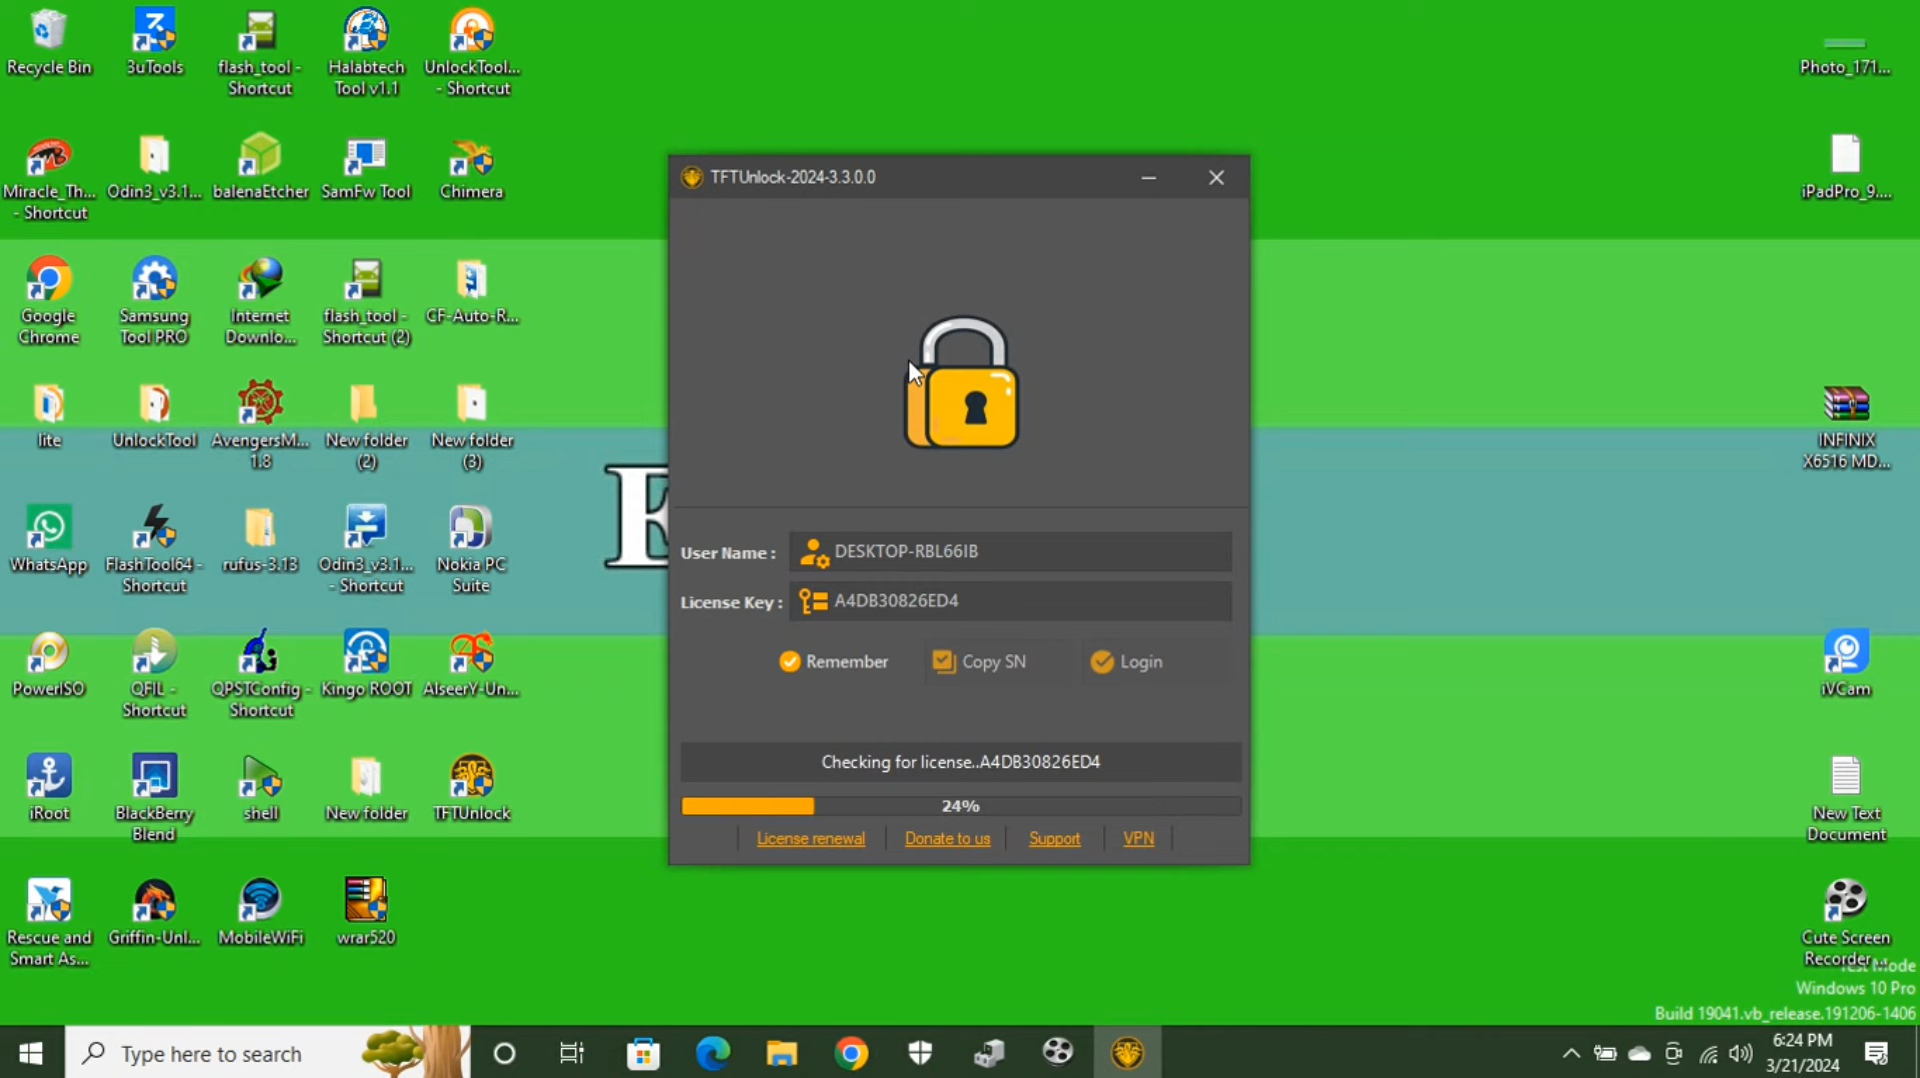 Recycle Bin
3uTools
flash_tool -
Shortcut
Halabtech
Tool v1.1
UnlockTool...
- Shortcut
Photo_171...
Miracle_Th...
- Shortcut
Odin3_v3.1...
balenaEtcher
SamFw Tool
Chimera
iPadPro_9....
Google
Chrome
Samsung
Tool PRO
Internet
Downlo...
flash_tool -
Shortcut (2)
CF-Auto-R...
lite
UnlockTool
AvengersM...
1.8
New folder
(2)
New folder
(3)
INFINIX
X6516 MD...
WhatsApp
FlashTool64 -
Shortcut
rufus-3.13
Odin3_v3.1...
- Shortcut
Nokia PC
Suite
PowerISO
QFIL -
Shortcut
QPSTConfig -
Shortcut
Kingo ROOT
AlseerY-Un...
iVCam
iRoot
BlackBerry
Blend
shell
New folder
TFTUnlock
New Text
Document
Rescue and
Smart As...
Griffin-Unl...
MobileWiFi
wrar520
Cute Screen
Recorder ...
E
TFTUnlock-2024-3.3.0.0
User Name :
DESKTOP-RBL66IB
License Key :
A4DB30826ED4
Remember
Copy SN
Login
Checking for license..A4DB30826ED4
24%
License renewal
Donate to us
Support
VPN
Test Mode
Windows 10 Pro
Build 19041.vb_release.191206-1406
Type here to search
6:24 PM
3/21/2024